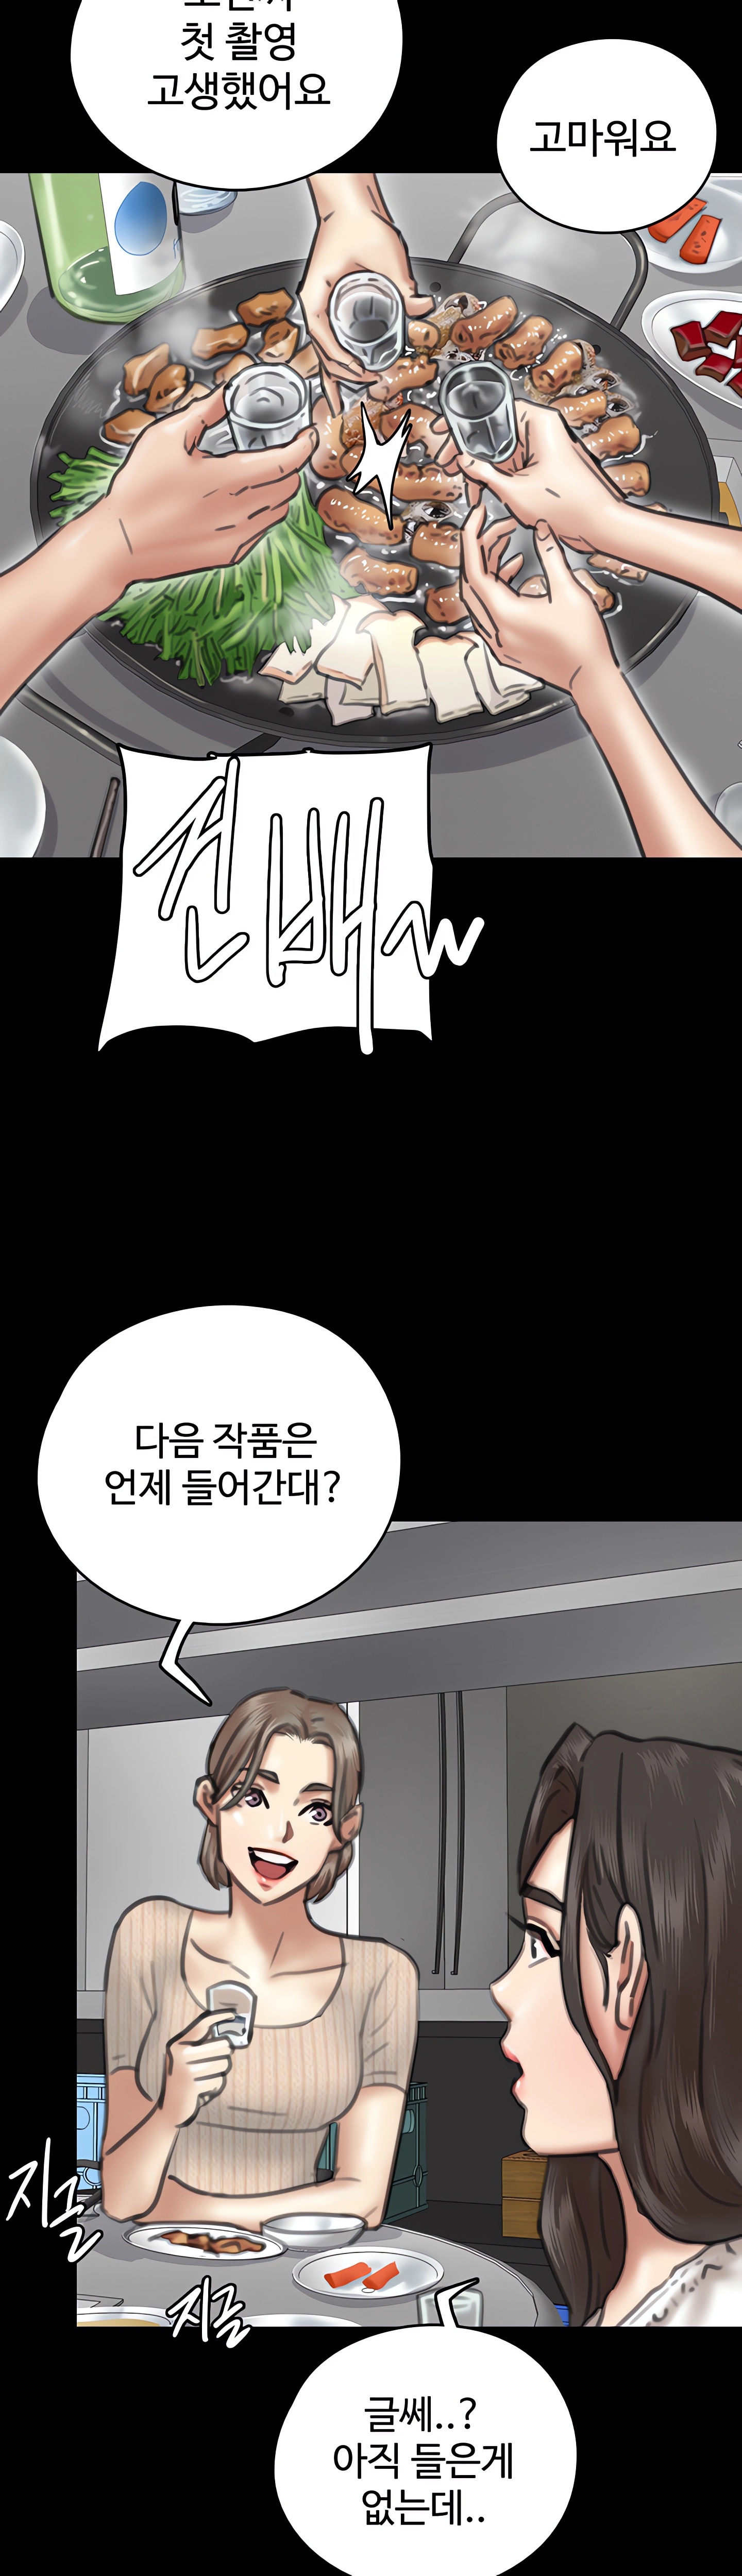 첫 촬영
고생했어요
고마워요
건배~
다음 작품은
언제 들어간대?
지글
지글
글쎄..?
아직 들은게
없는데..